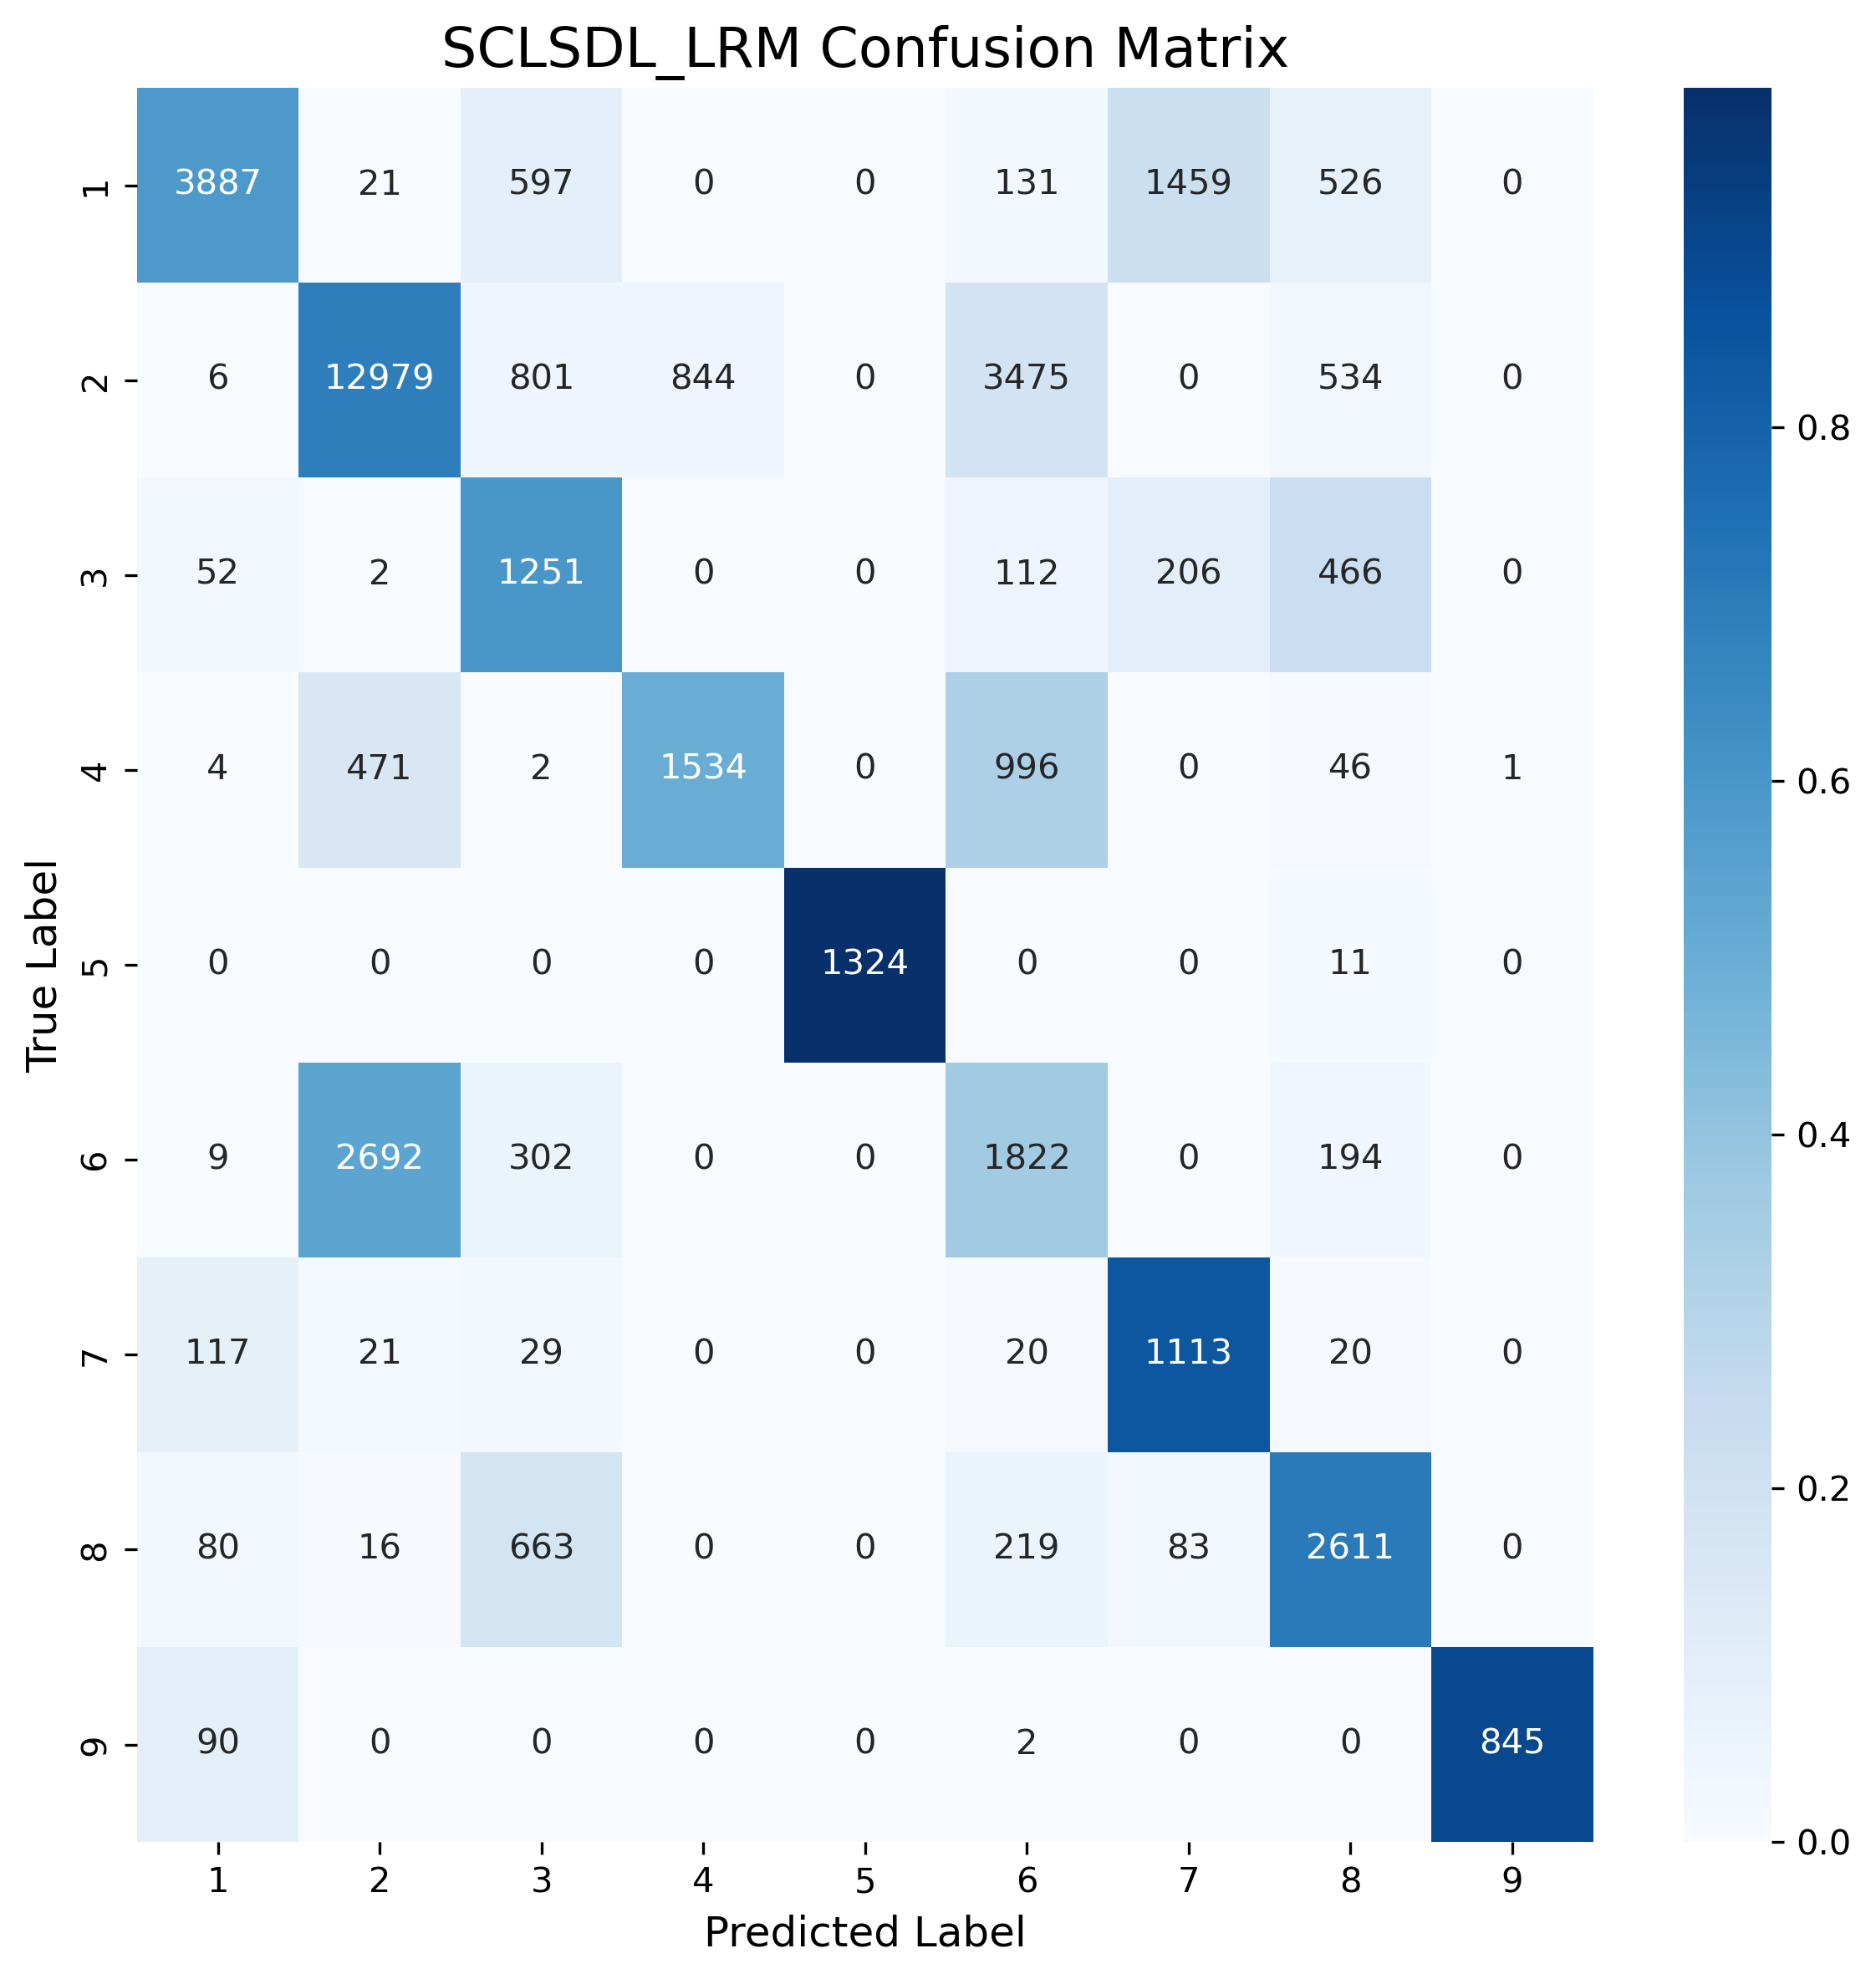 SCLSDL_LRM Confusion Matrix
1 3887 21 597 0 0 131 1459 526 0
2 6 12979 801 844 0 3475 0 534 0
3 52 2 1251 0 0 112 206 466 0
4 4 471 2 1534 0 996 0 46 1
5 0 0 0 0 1324 0 0 11 0
6 9 2692 302 0 0 1822 0 194 0
7 117 21 29 0 0 20 1113 20 0
8 80 16 663 0 0 219 83 2611 0
9 90 0 0 0 0 2 0 0 845
1 2 3 4 5 6 7 8 9
Predicted Label
True Label
0.8
0.6
0.4
0.2
0.0